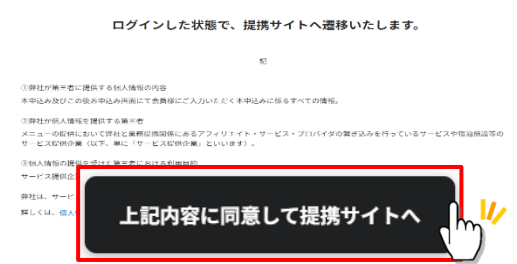 ログインした状態で、提携サイトへ遷移いたします。
記
①弊社が第三者に提供する個人情報の内容
本申込み及びこの後お申込み画面にて会員様にご入力いただく本申込みに係るすべての情報。
②弊社が個人情報を提供する第三者
メニューの提供において弊社と業務提携関係にあるアフィリエイト・サービス・プロバイダの繋ぎ込みを行っているサービスや宿泊施設等の
サービス提供企業（以下、単に「サービス提供企業」といいます）。
③個人情報の提供を受けた第三者における利用目的
サービス提供企
弊社は、サービ
詳しくは、個人
上記内容に同意して提携サイトへ